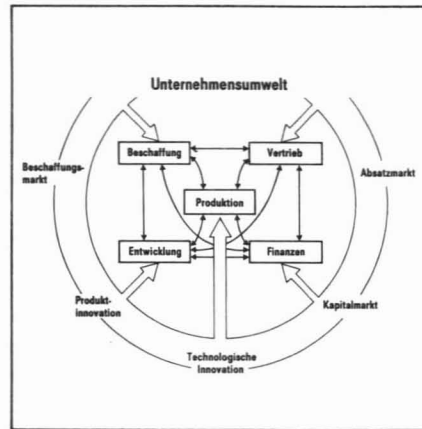 Unternehmensumwelt
Beschaffung
Vertrieb
Beschaffungs-
markt
Absatzmarkt
Produktion
Entwicklung
Finanzen
Produkt-
innovation
Kapitalmarkt
Technologische
Innovation